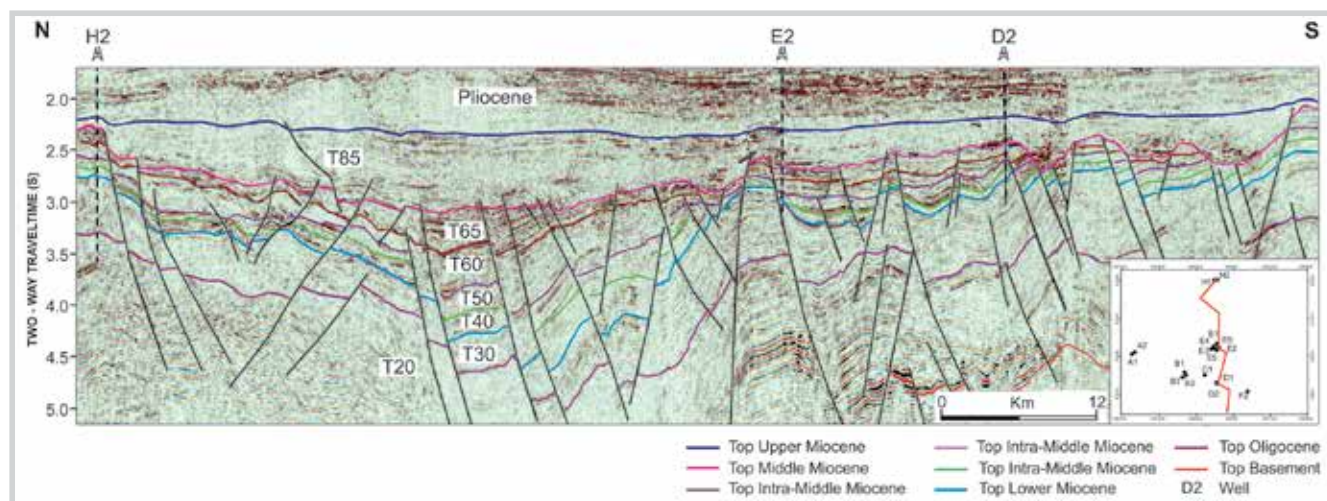 N
H2
E2
D2
S
2.0
2.5
3.0
3.5
4.0
4.5
5.0
TWO - WAY TRAVELTIME (S)
Pliocene
T85
T65
T60
T50
T40
T30
T20
0
Km
12
Top Upper Miocene
Top Intra-Middle Miocene
Top Oligocene
Top Middle Miocene
Top Intra-Middle Miocene
Top Basement
Top Intra-Middle Miocene
Top Lower Miocene
D2 Well